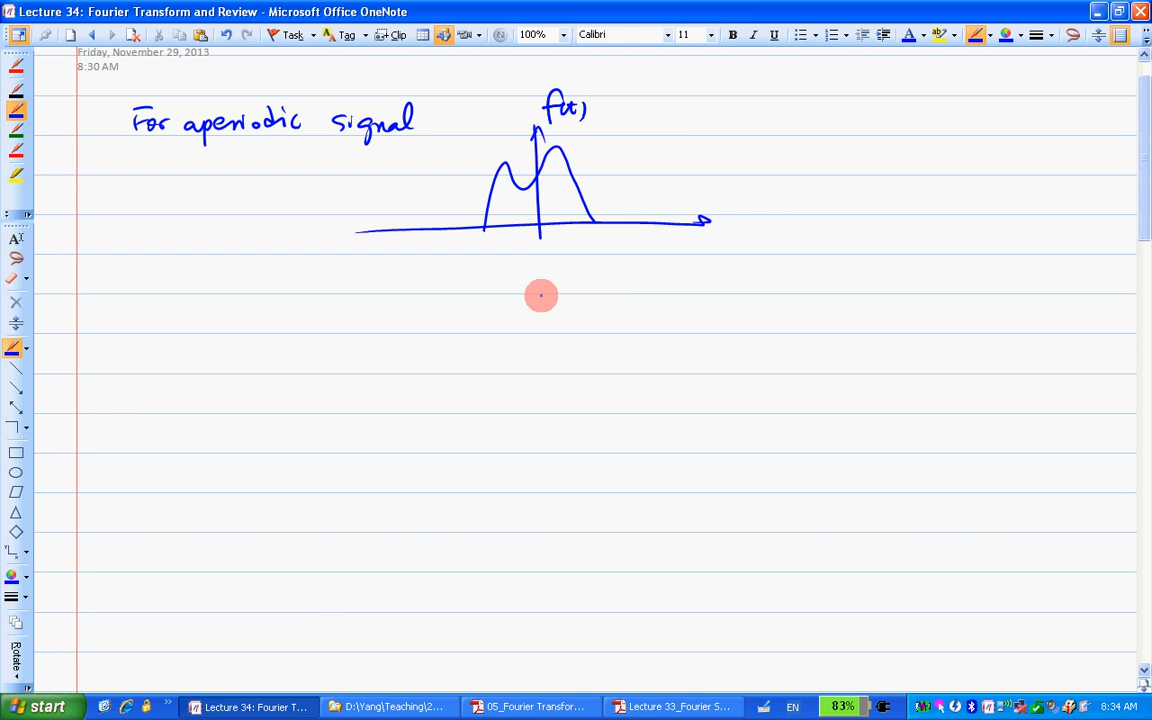 Lecture 34: Fourier Transform and Review - Microsoft Office OneNote
Task Tag Clip 100% Calibri 11 B I U A ab
Friday, November 29, 2013
8:30 AM
f(t)
For aperiodic signal
A
Rotate
start Lecture 34: Fourier T... D:\Yang\Teaching\2... 05_Fourier Transfor... Lecture 33_Fourier S... EN 83% 8:34 AM